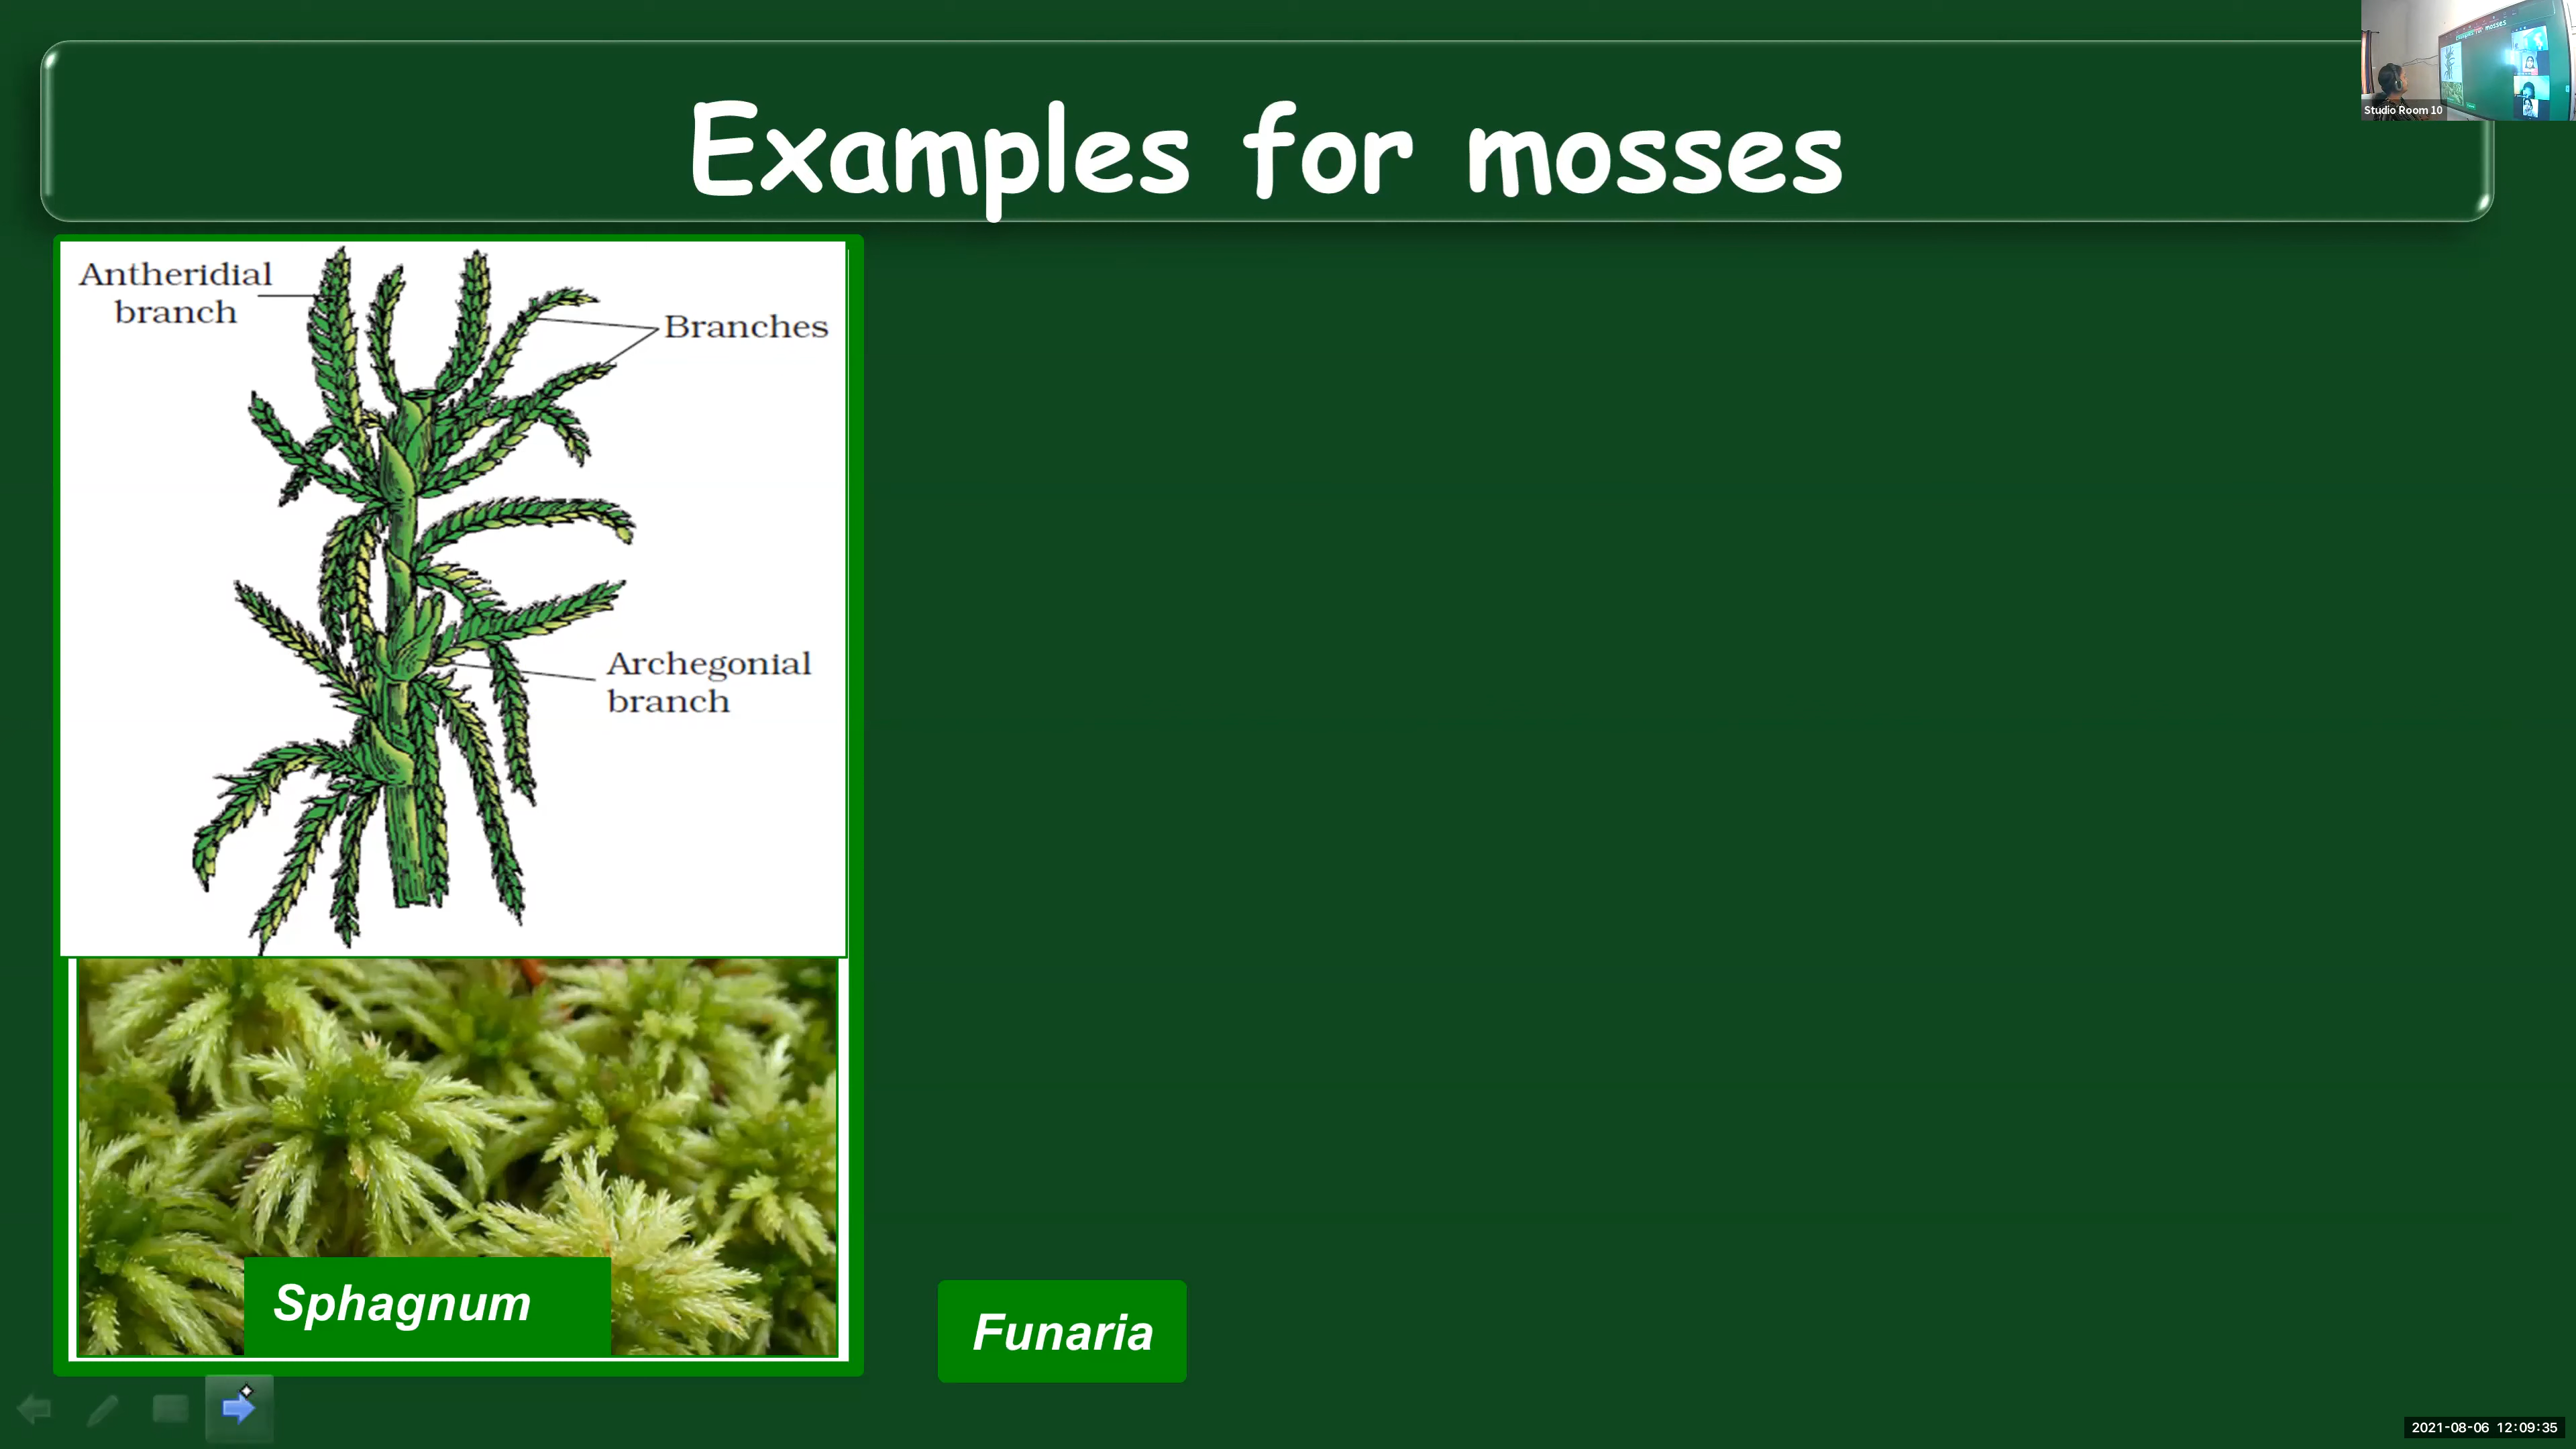 Examples for mosses
Studio Room 10
Antheridial
branch
Branches
Archegonial
branch
Sphagnum
Funaria
2021-08-06 12:09:35